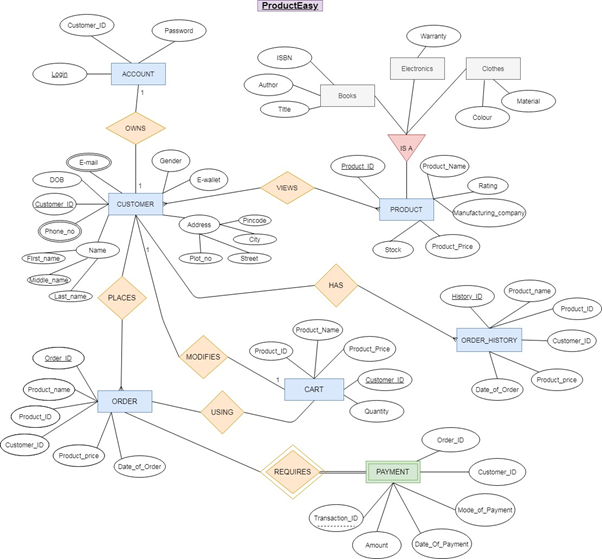 ProductEasy
Customer_ID
Password
Login
ACCOUNT
1
OWNS
1
ISBN
Author
Title
Books
Warranty
Electronics
Clothes
Material
Colour
IS A
E-mail
Gender
DOB
E-wallet
Customer_ID
CUSTOMER
Phone_no
Address
Pincode
City
Street
Plot_no
Name
First_name
Middle_name
Last_name
1
VIEWS
Product_ID
Product_Name
Rating
Manufacturing_company
PRODUCT
Stock
Product_Price
PLACES
HAS
History_ID
Product_name
Product_ID
Customer_ID
ORDER_HISTORY
Product_price
Date_of_Order
MODIFIES
Product_Name
Product_ID
Product_Price
1
CART
Customer_ID
Quantity
Order_ID
Product_name
Product_ID
Customer_ID
ORDER
Product_price
Date_of_Order
USING
REQUIRES
PAYMENT
Order_ID
Customer_ID
Mode_of_Payment
Transaction_ID
Amount
Date_Of_Payment